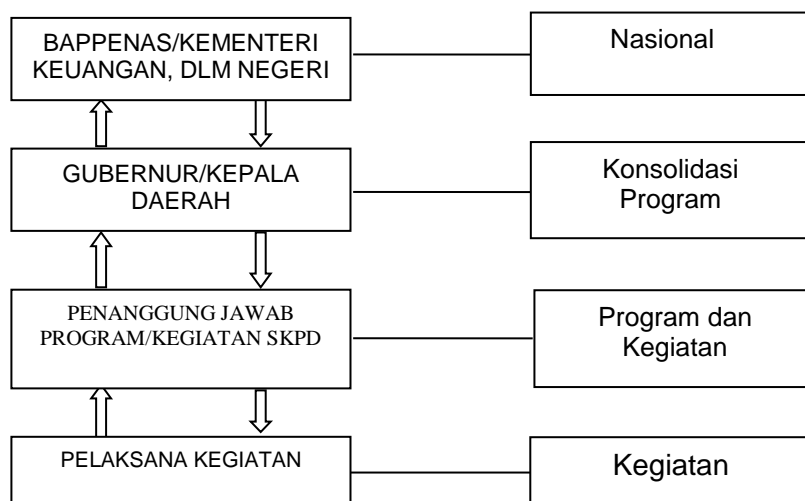 BAPPENAS/KEMENTERI
KEUANGAN, DLM NEGERI
Nasional
GUBERNUR/KEPALA
DAERAH
Konsolidasi
Program
PENANGGUNG JAWAB
PROGRAM/KEGIATAN SKPD
Program dan
Kegiatan
PELAKSANA KEGIATAN
Kegiatan